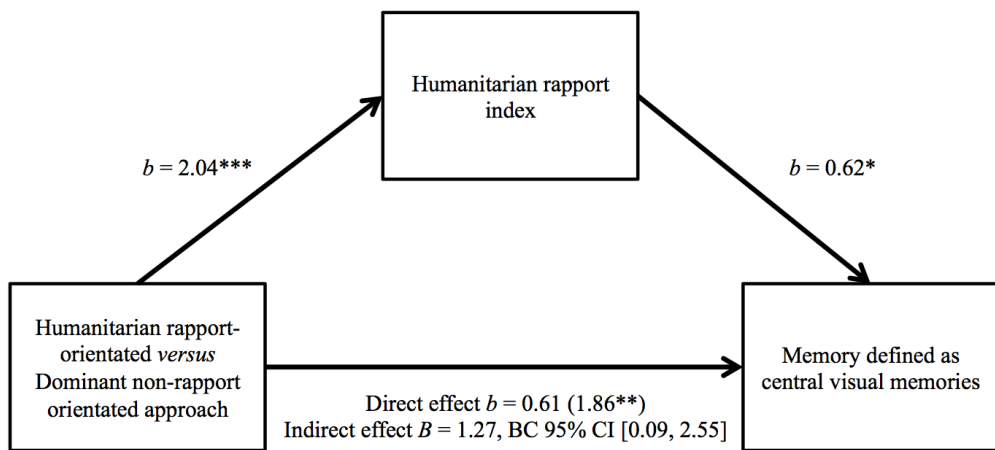 Humanitarian rapport
index
b = 2.04***
b = 0.62*
Humanitarian rapport-
orientated versus
Dominant non-rapport
orientated approach
Memory defined as
central visual memories
Direct effect b = 0.61 (1.86**)
Indirect effect B = 1.27, BC 95% CI [0.09, 2.55]